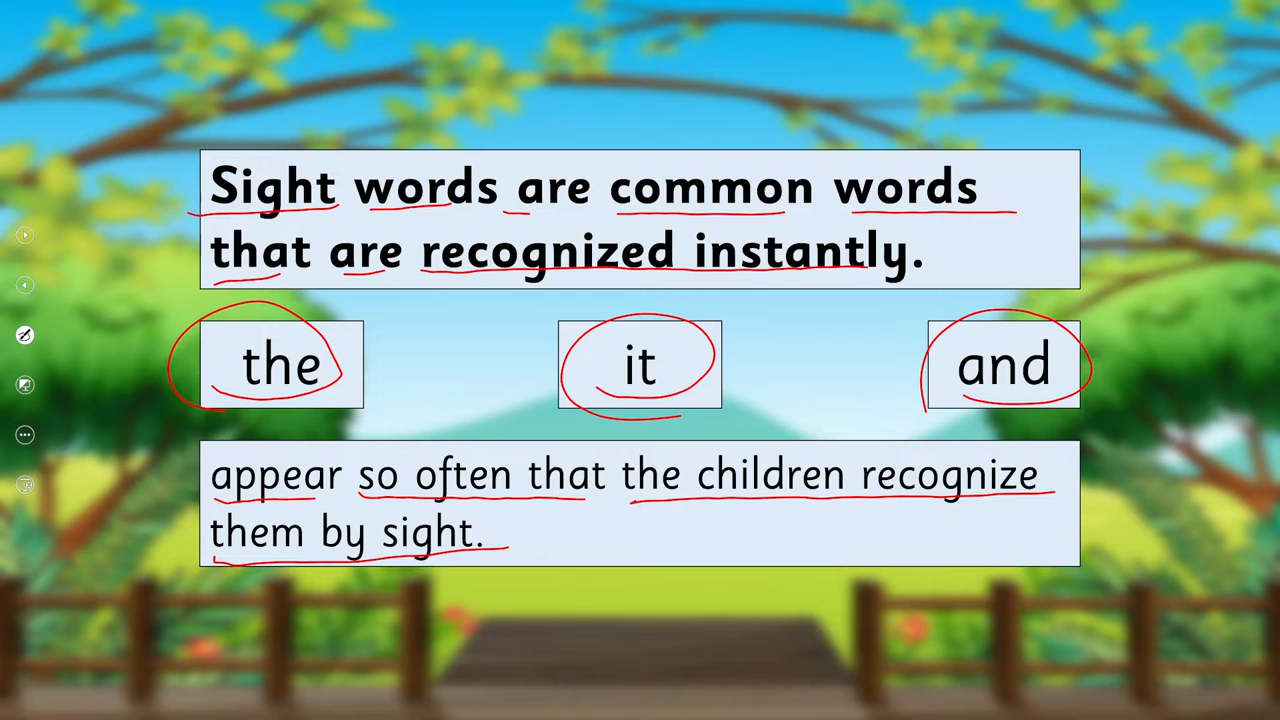 Sight words are common words
that are recognized instantly.
the it and
appear so often that the children recognize
them by sight.